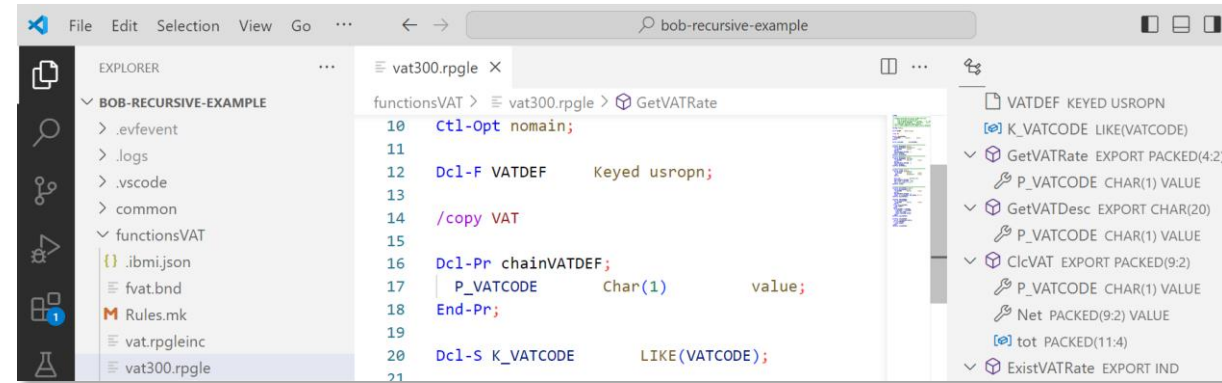 File Edit Selection View Go ··· ← → bob-recursive-example
EXPLORER ···
BOB-RECURSIVE-EXAMPLE
> .evfevent
> .logs
> .vscode
> common
functionsVAT
{} .ibmi.json
fvat.bnd
M Rules.mk
vat.rpgleinc
vat300.rpgle
1
vat300.rpgle ×
···
functionsVAT > vat300.rpgle > GetVATRate
10 Ctl-Opt nomain;
11
12 Dcl-F VATDEF Keyed usropn;
13
14 /copy VAT
15
16 Dcl-Pr chainVATDEF;
17 P_VATCODE Char(1) value;
18 End-Pr;
19
20 Dcl-S K_VATCODE LIKE(VATCODE);
21
VATDEF KEYED USROPN
K_VATCODE LIKE(VATCODE)
GetVATRate EXPORT PACKED(4:2)
P_VATCODE CHAR(1) VALUE
GetVATDesc EXPORT CHAR(20)
P_VATCODE CHAR(1) VALUE
ClcVAT EXPORT PACKED(9:2)
P_VATCODE CHAR(1) VALUE
Net PACKED(9:2) VALUE
tot PACKED(11:4)
ExistVATRate EXPORT IND